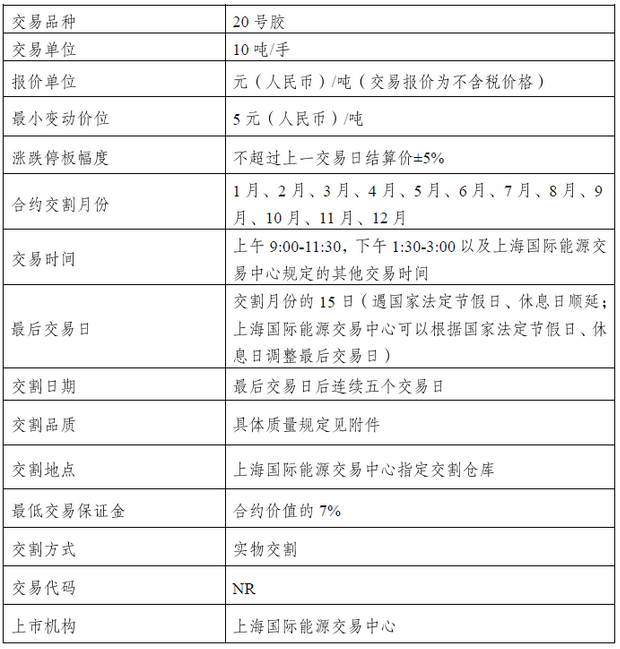 交易品种 20 号胶
交易单位 10 吨/手
报价单位 元（人民币）/吨（交易报价为不含税价格）
最小变动价位 5 元（人民币）/吨
涨跌停板幅度 不超过上一交易日结算价±5%
合约交割月份 1 月、2 月、3 月、4 月、5 月、6 月、7 月、8 月、9
月、10 月、11 月、12 月
交易时间 上午 9:00-11:30，下午 1:30-3:00 以及上海国际能源交
易中心规定的其他交易时间
最后交易日 交割月份的 15 日（遇国家法定节假日、休息日顺延；
上海国际能源交易中心可以根据国家法定节假日、休
息日调整最后交易日）
交割日期 最后交易日后连续五个交易日
交割品质 具体质量规定见附件
交割地点 上海国际能源交易中心指定交割仓库
最低交易保证金 合约价值的 7%
交割方式 实物交割
交易代码 NR
上市机构 上海国际能源交易中心